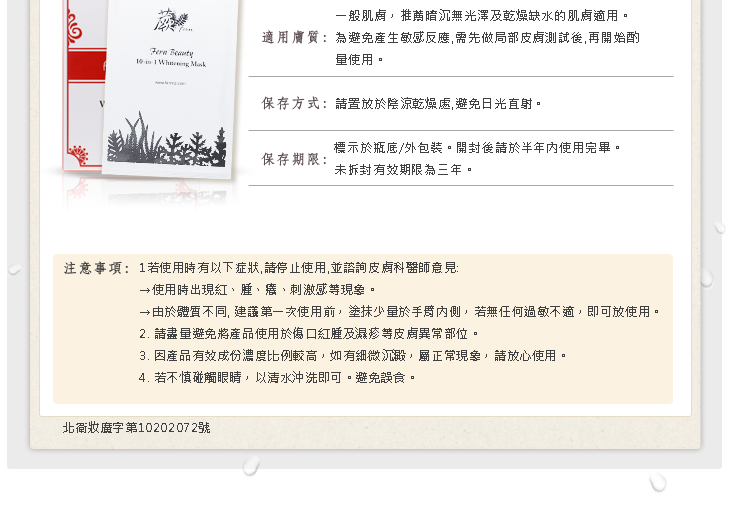 蕨
Fern Beauty
10-in-1 Whitening Mask
一般肌膚，推薦暗沉無光澤及乾燥缺水的肌膚適用。
適用膚質：為避免產生敏感反應,需先做局部皮膚測試後,再開始酌
量使用。
保存方式：請置放於陰涼乾燥處,避免日光直射。
標示於瓶底/外包裝。開封後請於半年內使用完畢。
保存期限：
未拆封有效期限為三年。
注意事項：1若使用時有以下症狀,請停止使用,並諮詢皮膚科醫師意見:
→使用時出現紅、腫、癢、刺激感等現象。
→由於體質不同, 建議第一次使用前，塗抹少量於手臂內側，若無任何過敏不適，即可放使用。
2. 請盡量避免將產品使用於傷口紅腫及濕疹等皮膚異常部位。
3. 因產品有效成份濃度比例較高，如有細微沉澱，屬正常現象，請放心使用。
4. 若不慎碰觸眼睛，以清水沖洗即可。避免誤食。
北衛妝廣字第10202072號